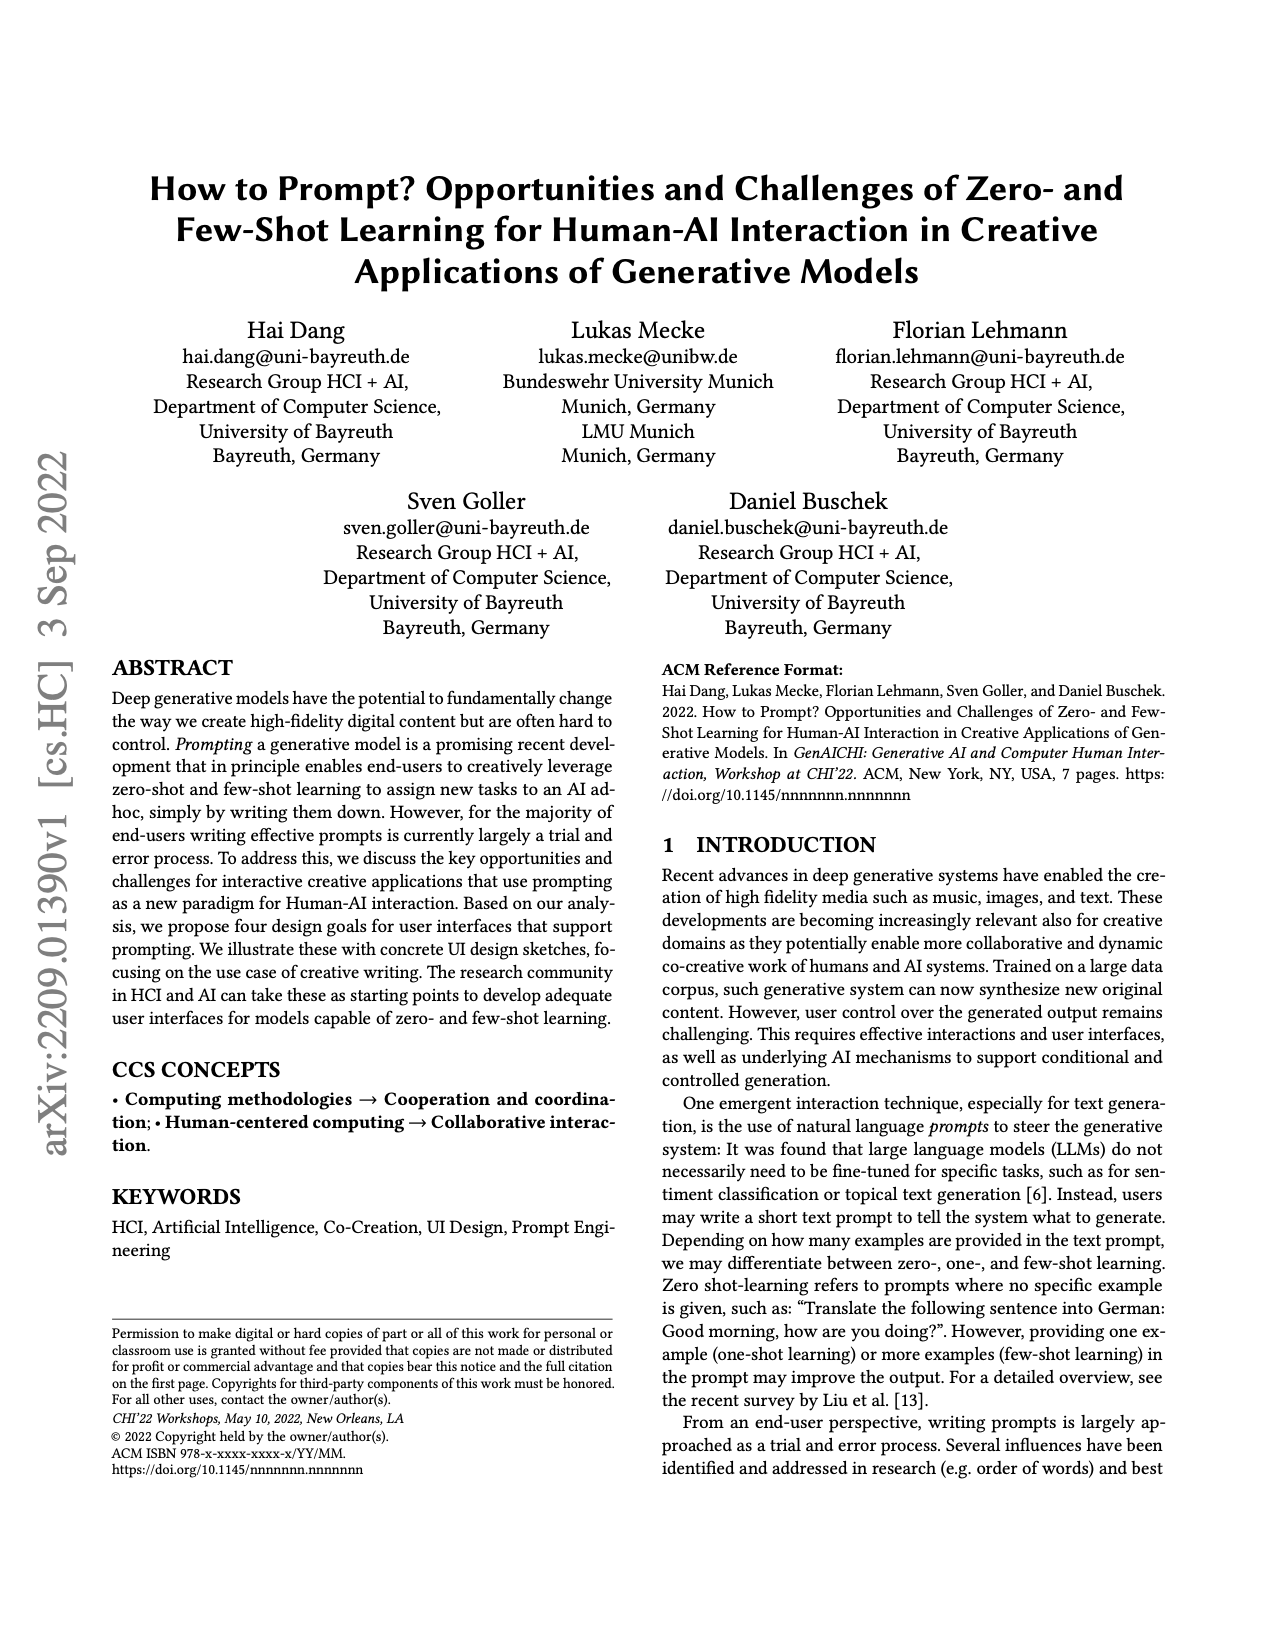 How to Prompt? Opportunities and Challenges of Zero- and
Few-Shot Learning for Human-AI Interaction in Creative
Applications of Generative Models
Hai Dang
hai.dang@uni-bayreuth.de
Research Group HCI + AI,
Department of Computer Science,
University of Bayreuth
Bayreuth, Germany
Lukas Mecke
lukas.mecke@unibw.de
Bundeswehr University Munich
Munich, Germany
LMU Munich
Munich, Germany
Florian Lehmann
florian.lehmann@uni-bayreuth.de
Research Group HCI + AI,
Department of Computer Science,
University of Bayreuth
Bayreuth, Germany
Sven Goller
sven.goller@uni-bayreuth.de
Research Group HCI + AI,
Department of Computer Science,
University of Bayreuth
Bayreuth, Germany
Daniel Buschek
daniel.buschek@uni-bayreuth.de
Research Group HCI + AI,
Department of Computer Science,
University of Bayreuth
Bayreuth, Germany
arXiv:2209.01390v1 [cs.HC] 3 Sep 2022
ABSTRACT
Deep generative models have the potential to fundamentally change
the way we create high-fidelity digital content but are often hard to
control. Prompting a generative model is a promising recent devel-
opment that in principle enables end-users to creatively leverage
zero-shot and few-shot learning to assign new tasks to an AI ad-
hoc, simply by writing them down. However, for the majority of
end-users writing effective prompts is currently largely a trial and
error process. To address this, we discuss the key opportunities and
challenges for interactive creative applications that use prompting
as a new paradigm for Human-AI interaction. Based on our analy-
sis, we propose four design goals for user interfaces that support
prompting. We illustrate these with concrete UI design sketches, fo-
cusing on the use case of creative writing. The research community
in HCI and AI can take these as starting points to develop adequate
user interfaces for models capable of zero- and few-shot learning.
CCS CONCEPTS
• Computing methodologies → Cooperation and coordina-
tion; • Human-centered computing → Collaborative interac-
tion.
KEYWORDS
HCI, Artificial Intelligence, Co-Creation, UI Design, Prompt Engi-
neering
Permission to make digital or hard copies of part or all of this work for personal or
classroom use is granted without fee provided that copies are not made or distributed
for profit or commercial advantage and that copies bear this notice and the full citation
on the first page. Copyrights for third-party components of this work must be honored.
For all other uses, contact the owner/author(s).
CHI'22 Workshops, May 10, 2022, New Orleans, LA
© 2022 Copyright held by the owner/author(s).
ACM ISBN 978-x-xxxx-xxxx-x/YY/MM.
https://doi.org/10.1145/nnnnnnn.nnnnnnn
ACM Reference Format:
Hai Dang, Lukas Mecke, Florian Lehmann, Sven Goller, and Daniel Buschek.
2022. How to Prompt? Opportunities and Challenges of Zero- and Few-
Shot Learning for Human-AI Interaction in Creative Applications of Gen-
erative Models. In GenAICHI: Generative AI and Computer Human Inter-
action, Workshop at CHI'22. ACM, New York, NY, USA, 7 pages. https:
//doi.org/10.1145/nnnnnnn.nnnnnnn
1 INTRODUCTION
Recent advances in deep generative systems have enabled the cre-
ation of high fidelity media such as music, images, and text. These
developments are becoming increasingly relevant also for creative
domains as they potentially enable more collaborative and dynamic
co-creative work of humans and AI systems. Trained on a large data
corpus, such generative system can now synthesize new original
content. However, user control over the generated output remains
challenging. This requires effective interactions and user interfaces,
as well as underlying AI mechanisms to support conditional and
controlled generation.
One emergent interaction technique, especially for text genera-
tion, is the use of natural language prompts to steer the generative
system: It was found that large language models (LLMs) do not
necessarily need to be fine-tuned for specific tasks, such as for sen-
timent classification or topical text generation [6]. Instead, users
may write a short text prompt to tell the system what to generate.
Depending on how many examples are provided in the text prompt,
we may differentiate between zero-, one-, and few-shot learning.
Zero shot-learning refers to prompts where no specific example
is given, such as: “Translate the following sentence into German:
Good morning, how are you doing?”. However, providing one ex-
ample (one-shot learning) or more examples (few-shot learning) in
the prompt may improve the output. For a detailed overview, see
the recent survey by Liu et al. [13].
From an end-user perspective, writing prompts is largely ap-
proached as a trial and error process. Several influences have been
identified and addressed in research (e.g. order of words) and best